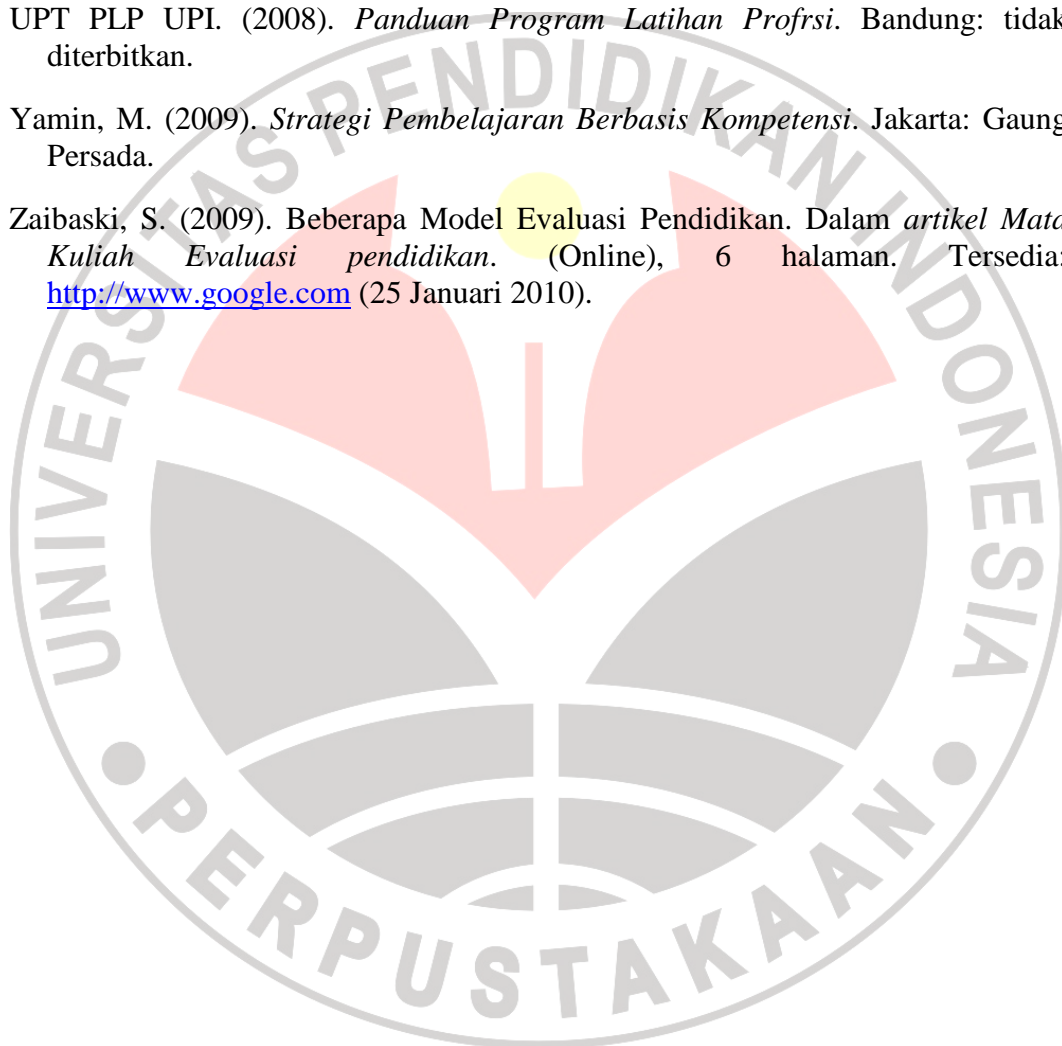 UPT PLP UPI. (2008). Panduan Program Latihan Profrsi. Bandung: tidak
diterbitkan.
Yamin, M. (2009). Strategi Pembelajaran Berbasis Kompetensi. Jakarta: Gaung
Persada.
Zaibaski, S. (2009). Beberapa Model Evaluasi Pendidikan. Dalam artikel Mata
Kuliah Evaluasi pendidikan. (Online), 6 halaman. Tersedia:
http://www.google.com (25 Januari 2010).
UNIVERSITAS PENDIDIKAN INDONESIA
PERPUSTAKAAN